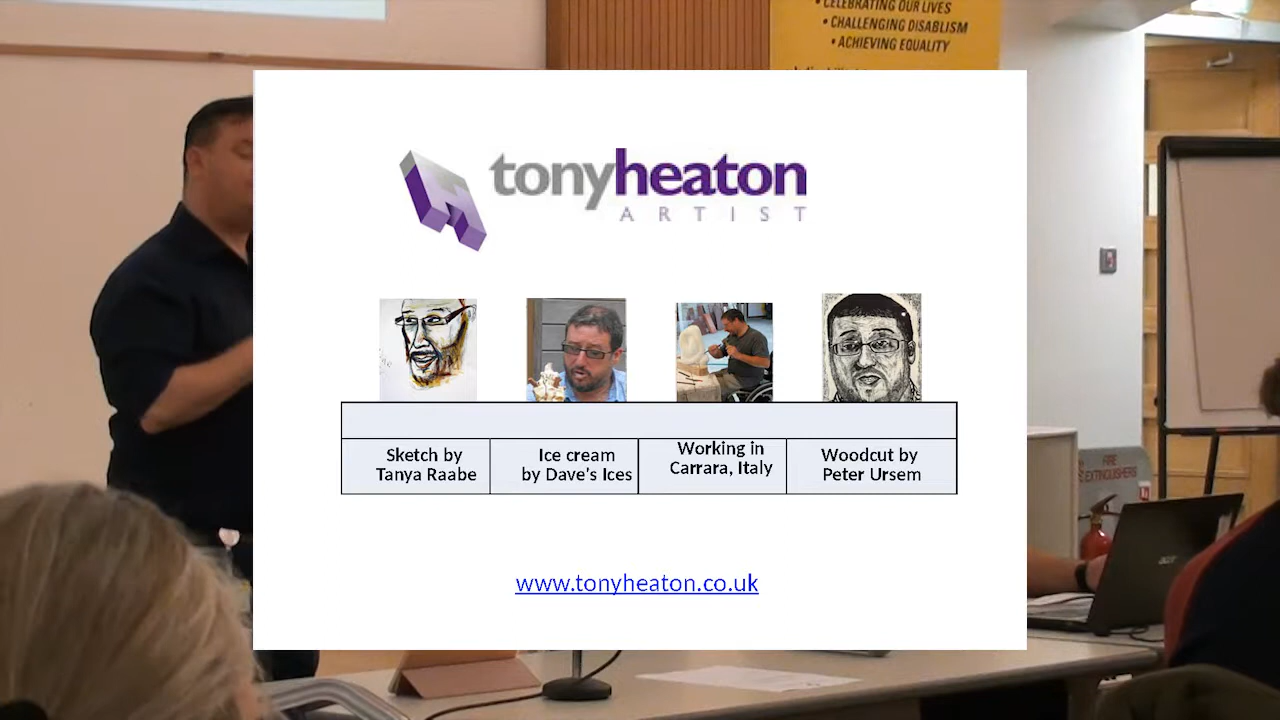 • CELEBRATING OUR LIVES
• CHALLENGING DISABLISM
• ACHIEVING EQUALITY
tonyheaton
ARTIST
Sketch by
Tanya Raabe
Ice cream
by Dave's Ices
Working in
Carrara, Italy
Woodcut by
Peter Ursem
FIRE
EXTINGUISHERS
acer
www.tonyheaton.co.uk